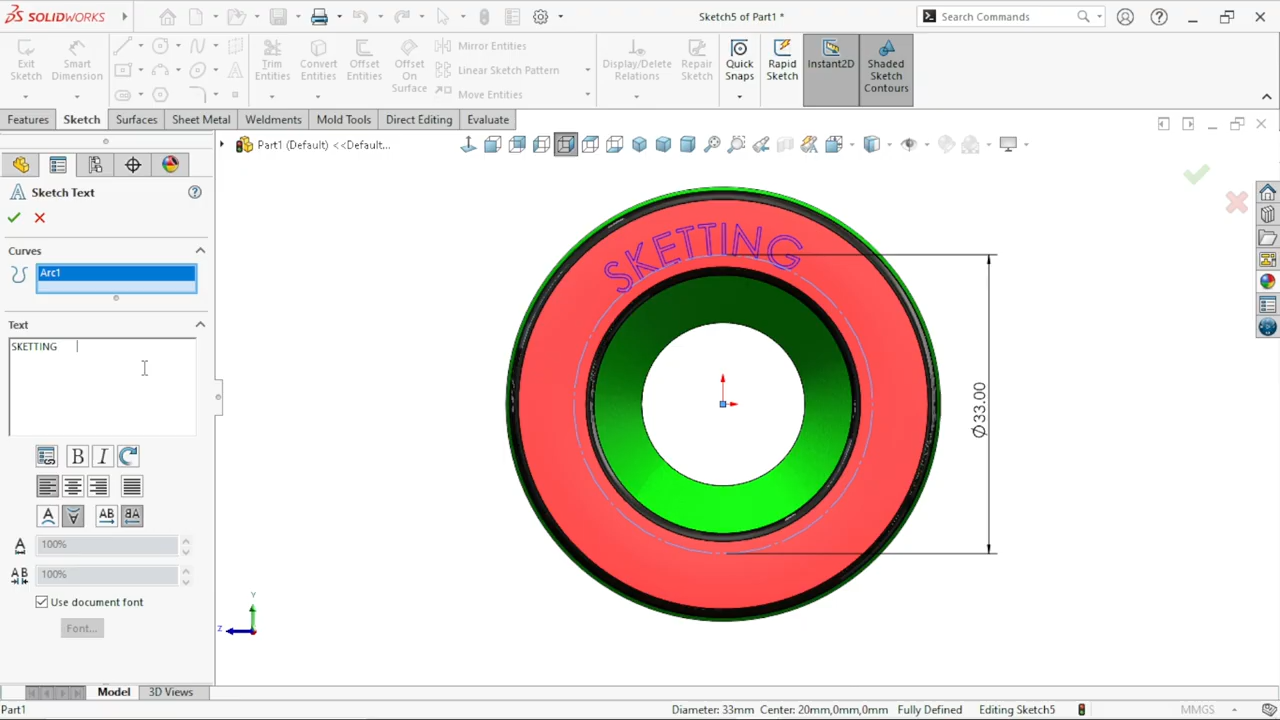 SOLIDWORKS
Sketch5 of Part1 *
Search Commands
Exit Sketch
Smart Dimension
Trim Entities
Convert Entities
Offset Entities
Offset On Surface
Mirror Entities
Linear Sketch Pattern
Move Entities
Display/Delete Relations
Repair Sketch
Quick Snaps
Rapid Sketch
Instant2D
Shaded Sketch Contours
Features
Sketch
Surfaces
Sheet Metal
Weldments
Mold Tools
Direct Editing
Evaluate
Part1 (Default) <<Default...
Sketch Text
Curves
Arc1
Text
SKETTING
B I
AB BA
100%
AB
100%
Use document font
Font...
SKETTING
Ø33.00
Y
Z
Model
3D Views
Part1
Diameter: 33mm Center: 20mm,0mm,0mm
Fully Defined
Editing Sketch5
MMGS